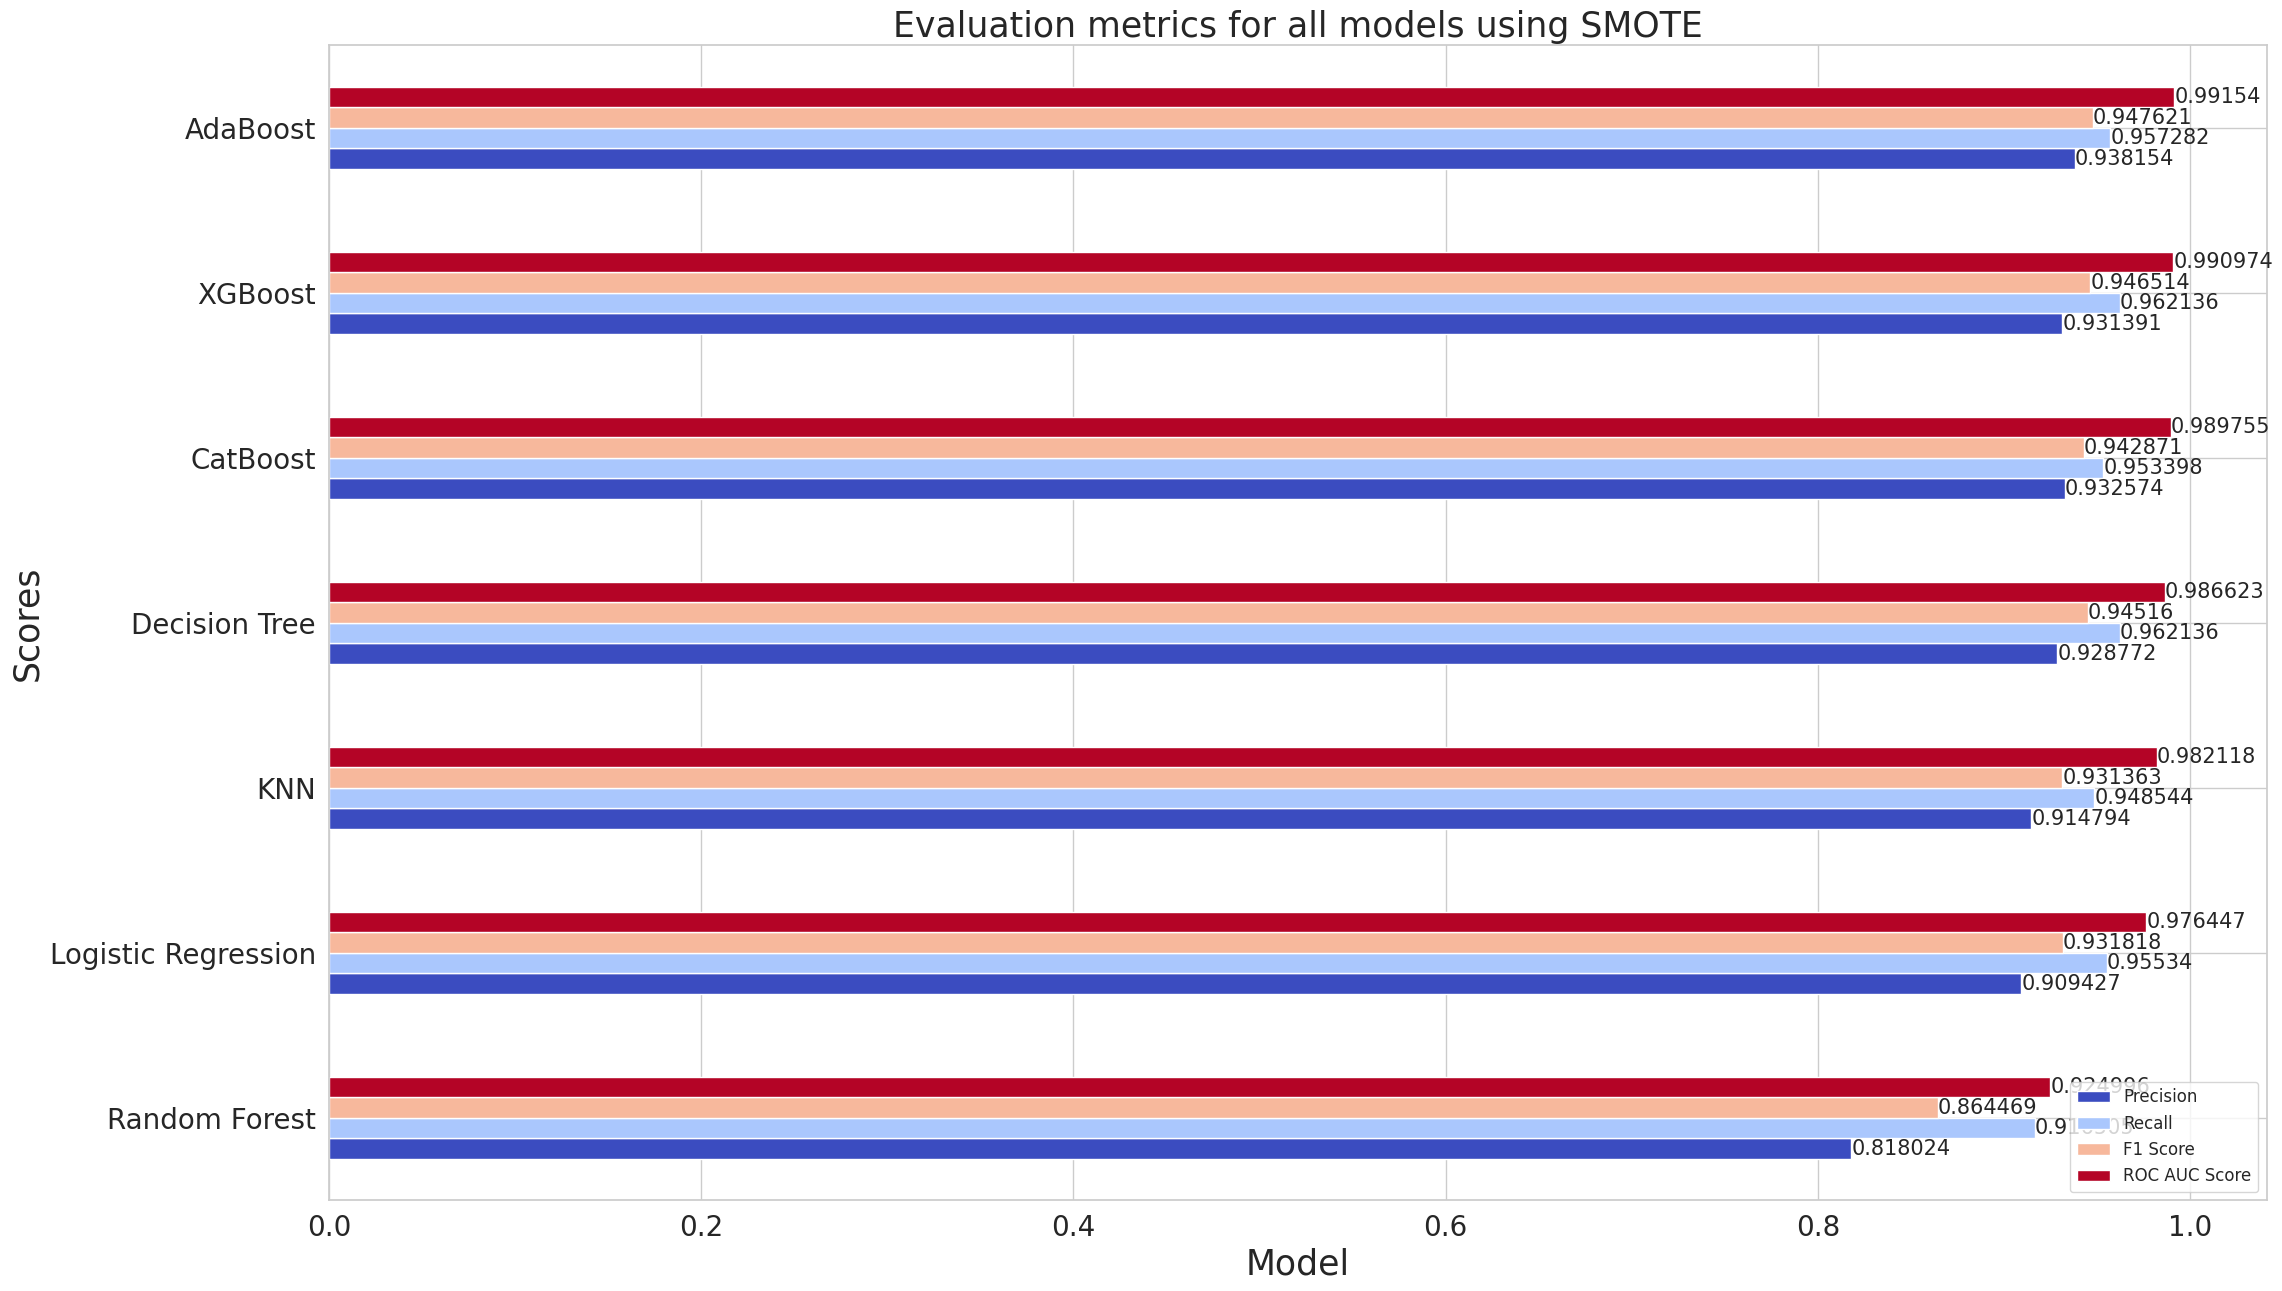 Evaluation metrics for all models using SMOTE
AdaBoost
0.99154
0.947621
0.957282
0.938154
XGBoost
0.990974
0.946514
0.962136
0.931391
CatBoost
0.989755
0.942871
0.953398
0.932574
Decision Tree
0.986623
0.94516
0.962136
0.928772
KNN
0.982118
0.931363
0.948544
0.914794
Logistic Regression
0.976447
0.931818
0.95534
0.909427
Random Forest
0.924996
0.864469
0.818024
Precision
Recall
F1 Score
ROC AUC Score
0.0 0.2 0.4 0.6 0.8 1.0
Model
Scores